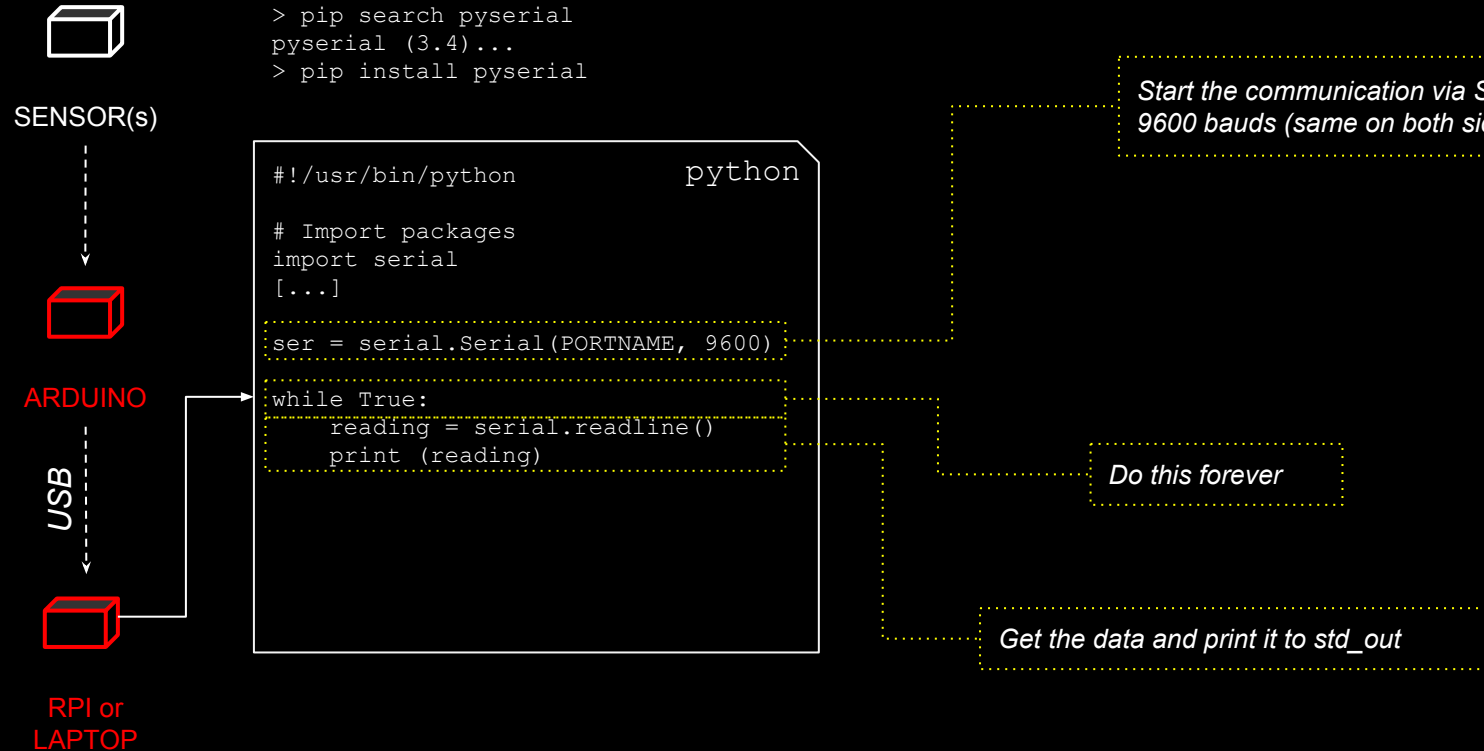 > pip search pyserial
pyserial (3.4)...
> pip install pyserial
SENSOR(s)
ARDUINO
USB
RPI or
LAPTOP
#!/usr/bin/python
python
# Import packages
import serial
[...]
ser = serial.Serial(PORTNAME, 9600)
while True:
    reading = serial.readline()
    print (reading)
Start the communication via
9600 bauds (same on both
Do this forever
Get the data and print it to std_out